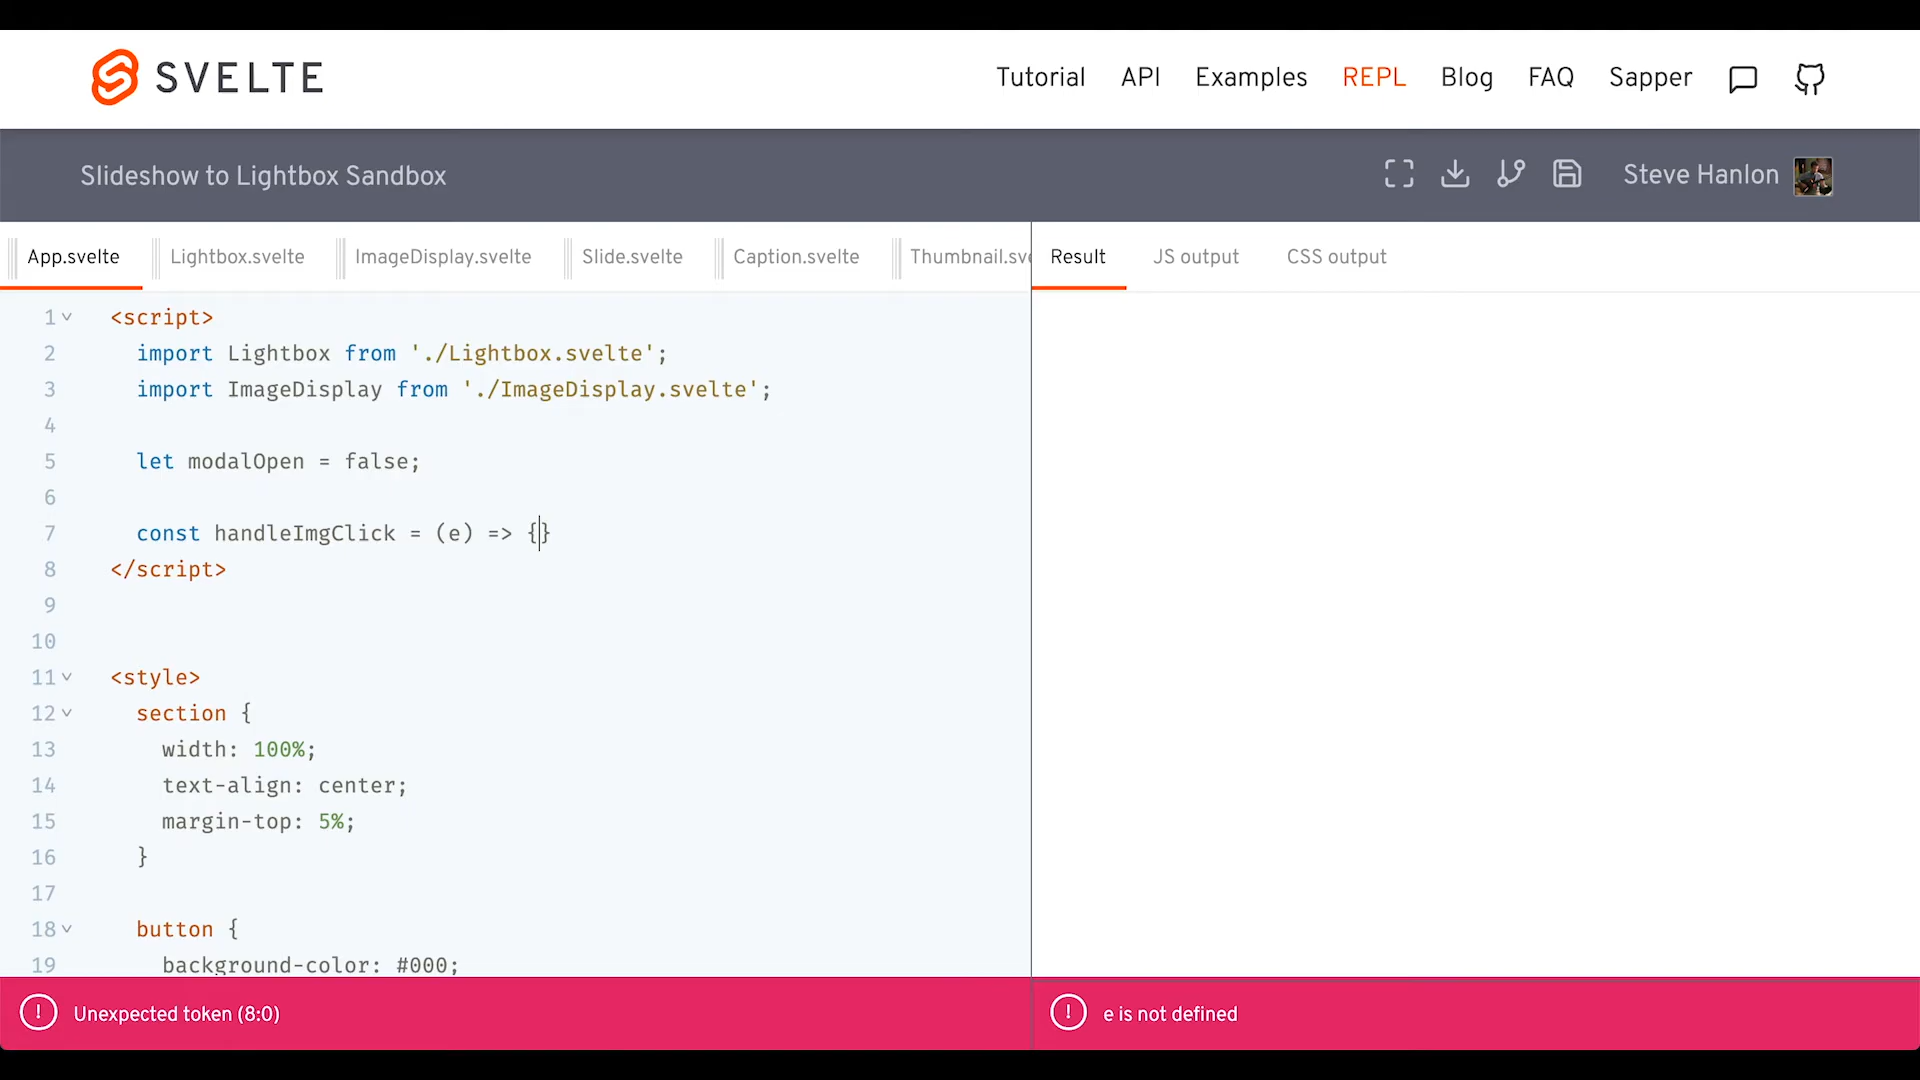 SVELTE
Tutorial API Examples REPL Blog FAQ Sapper
Slideshow to Lightbox Sandbox
Steve Hanlon
App.svelte Lightbox.svelte ImageDisplay.svelte Slide.svelte Caption.svelte Thumbnail.sve
Result JS output CSS output
1 <script>
2 import Lightbox from './Lightbox.svelte';
3 import ImageDisplay from './ImageDisplay.svelte';
4
5 let modalOpen = false;
6
7 const handleImgClick = (e) => {}
8 </script>
9
10
11 <style>
12 section {
13 width: 100%;
14 text-align: center;
15 margin-top: 5%;
16 }
17
18 button {
19 background-color: #000;
Unexpected token (8:0)
e is not defined